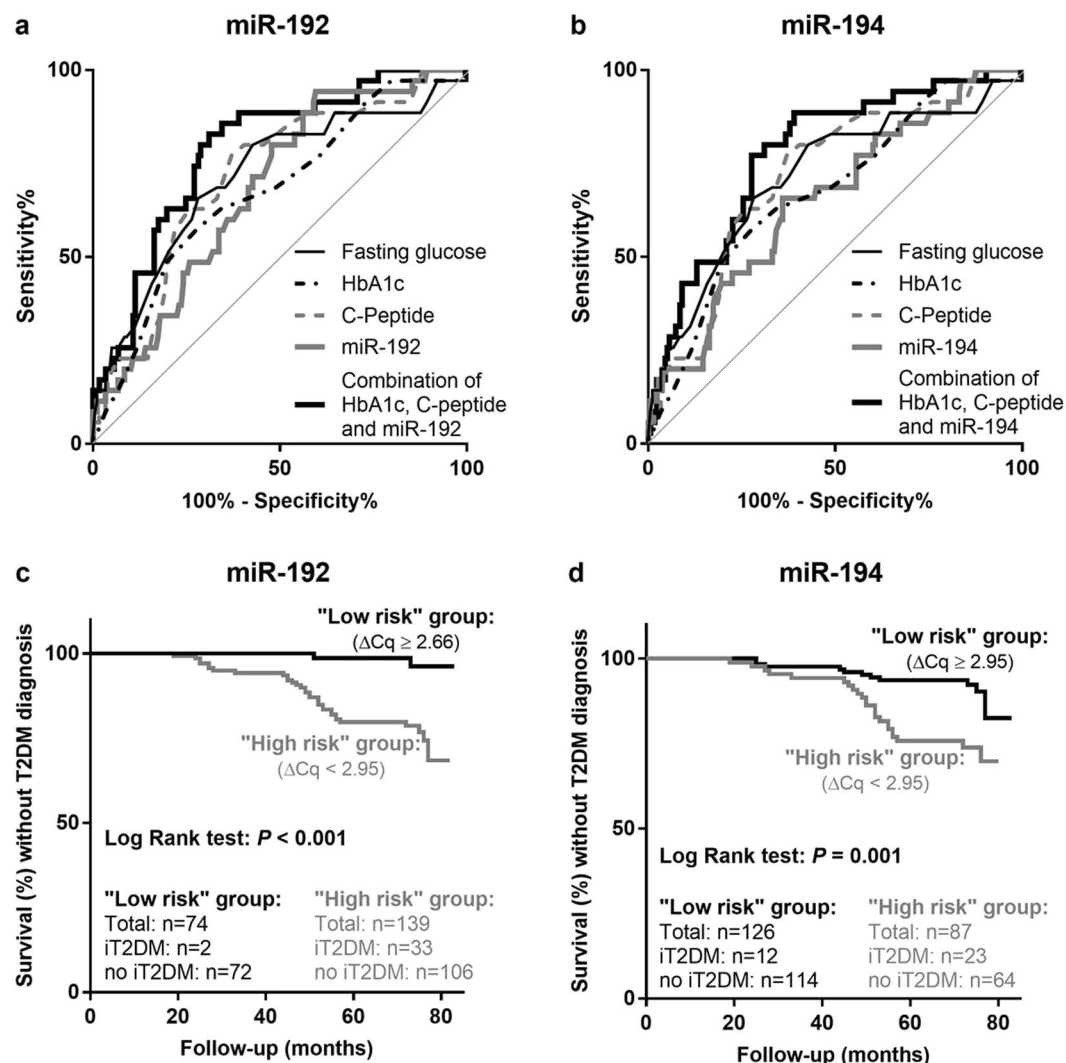 a
miR-192
Sensitivity%
100
50
0
Fasting glucose
HbA1c
C-Peptide
miR-192
Combination of
HbA1c, C-peptide
and miR-192
0
50
100
100% - Specificity%
b
miR-194
Sensitivity%
100
50
0
Fasting glucose
HbA1c
C-Peptide
miR-194
Combination of
HbA1c, C-peptide
and miR-194
0
50
100
100% - Specificity%
c
miR-192
Survival (%) without T2DM diagnosis
100
50
0
"Low risk" group:
(ΔCq ≥ 2.66)
"High risk" group:
(ΔCq < 2.95)
Log Rank test: P < 0.001
"Low risk" group:
Total: n=74
iT2DM: n=2
no iT2DM: n=72
"High risk" group:
Total: n=139
iT2DM: n=33
no iT2DM: n=106
0
20
40
60
80
Follow-up (months)
d
miR-194
Survival (%) without T2DM diagnosis
100
50
0
"Low risk" group:
(ΔCq ≥ 2.95)
"High risk" group:
(ΔCq < 2.95)
Log Rank test: P = 0.001
"Low risk" group:
Total: n=126
iT2DM: n=12
no iT2DM: n=114
"High risk" group:
Total: n=87
iT2DM: n=23
no iT2DM: n=64
0
20
40
60
80
Follow-up (months)